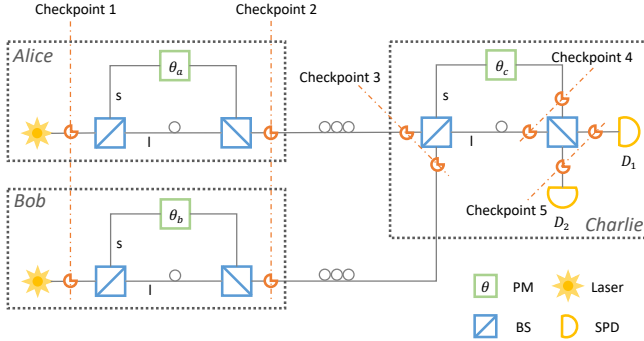 Checkpoint 1
Checkpoint 2
Alice
θa
s
l
Checkpoint 3
θc
Checkpoint 4
s
l
D1
Checkpoint 5
D2
Charlie
Bob
θb
s
l
θ PM
Laser
BS
SPD